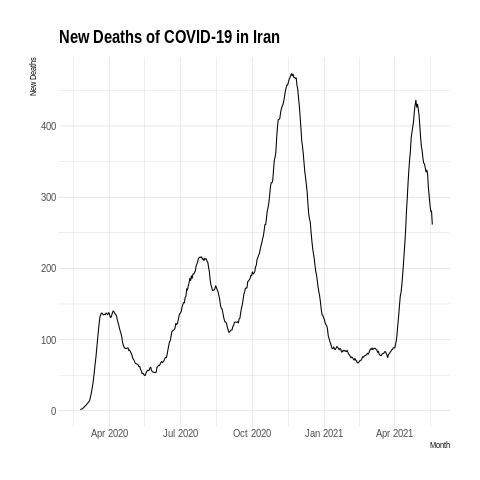 New Deaths of COVID-19 in Iran
New Deaths
400
300
200
100
0
Apr 2020 Jul 2020 Oct 2020 Jan 2021 Apr 2021
Month